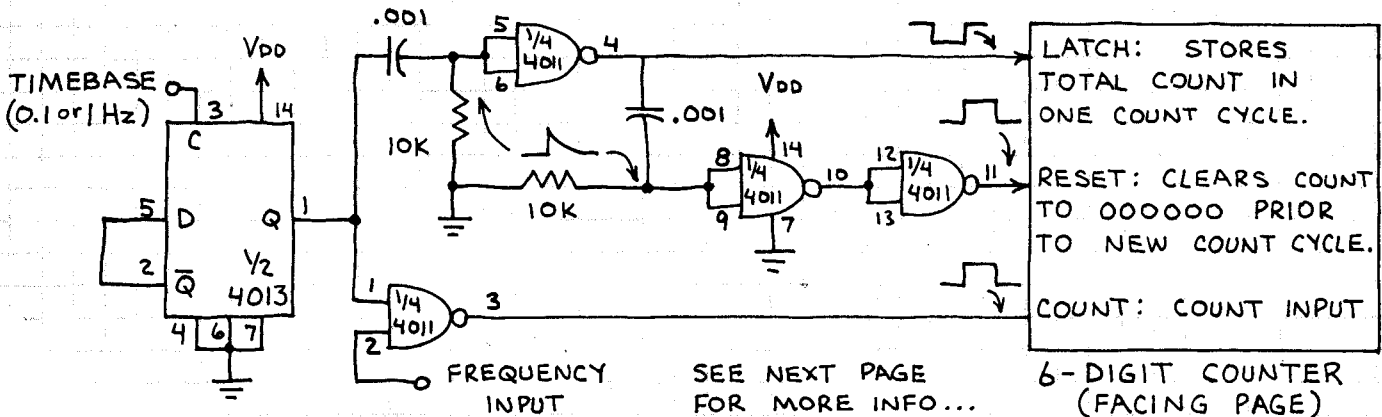 .001
5
6
1/4
4011
4
VDD
TIMEBASE
(0.1 or 1 Hz)
3
14
C
5
D
Q
1
2
Q̅
1/2
4013
4
6
7
10K
10K
.001
VDD
8
9
1/4
4011
14
7
10
12
13
1/4
4011
11
1
2
1/4
4011
3
FREQUENCY
INPUT
LATCH: STORES
TOTAL COUNT IN
ONE COUNT CYCLE.
RESET: CLEARS COUNT
TO 000000 PRIOR
TO NEW COUNT CYCLE.
COUNT: COUNT INPUT
SEE NEXT PAGE
FOR MORE INFO...
6-DIGIT COUNTER
(FACING PAGE)